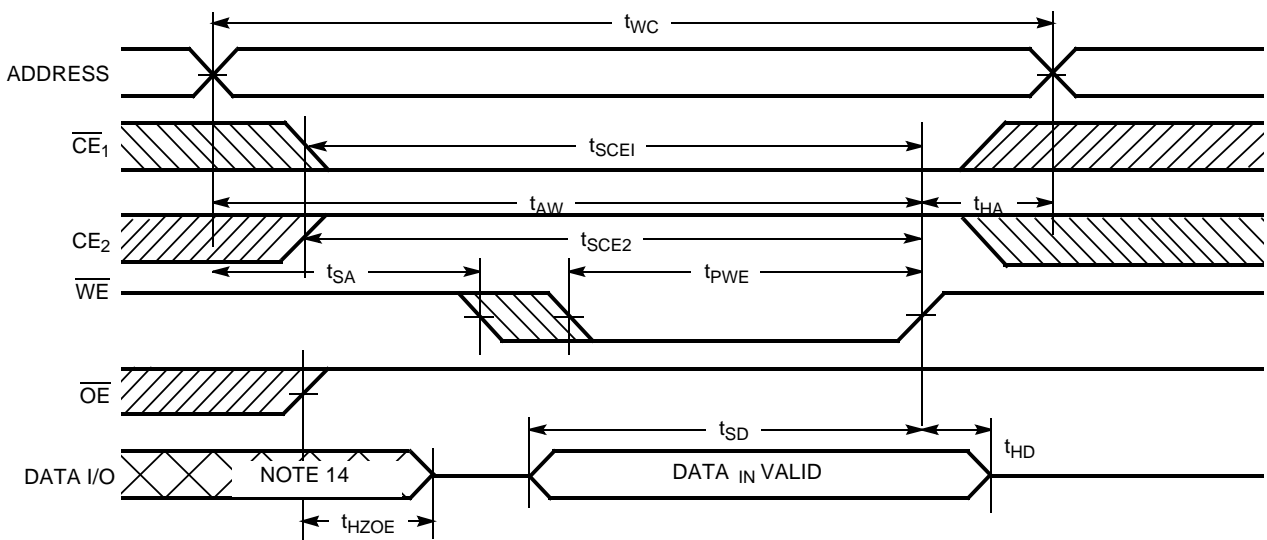 tWC
ADDRESS
CE1
tSCEI
tAW
tHA
CE2
tSCE2
tSA
tPWE
WE
OE
tSD
tHD
DATA I/O
NOTE 14
DATA IN VALID
tHZOE